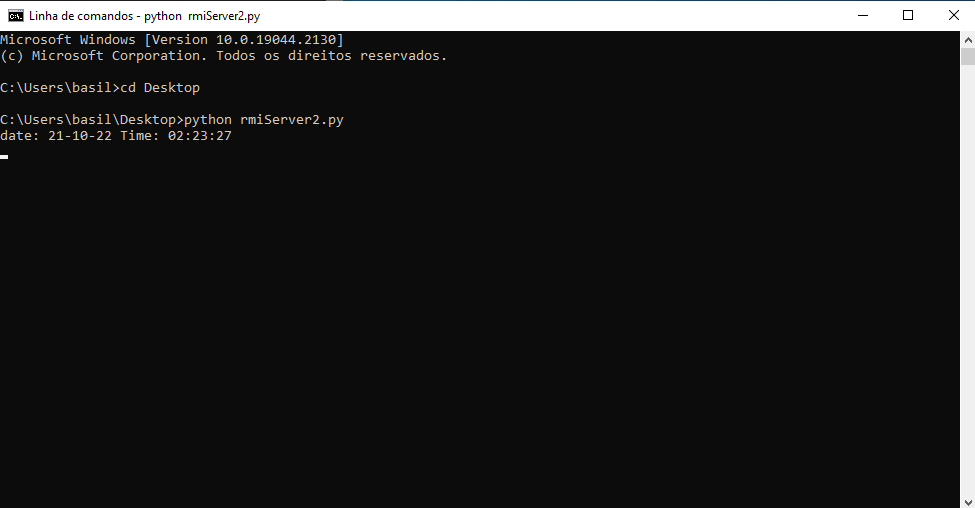 Linha de comandos - python  rmiServer2.py
Microsoft Windows [Version 10.0.19044.2130]
(c) Microsoft Corporation. Todos os direitos reservados.
C:\Users\basil>cd Desktop
C:\Users\basil\Desktop>python rmiServer2.py
date: 21-10-22 Time: 02:23:27